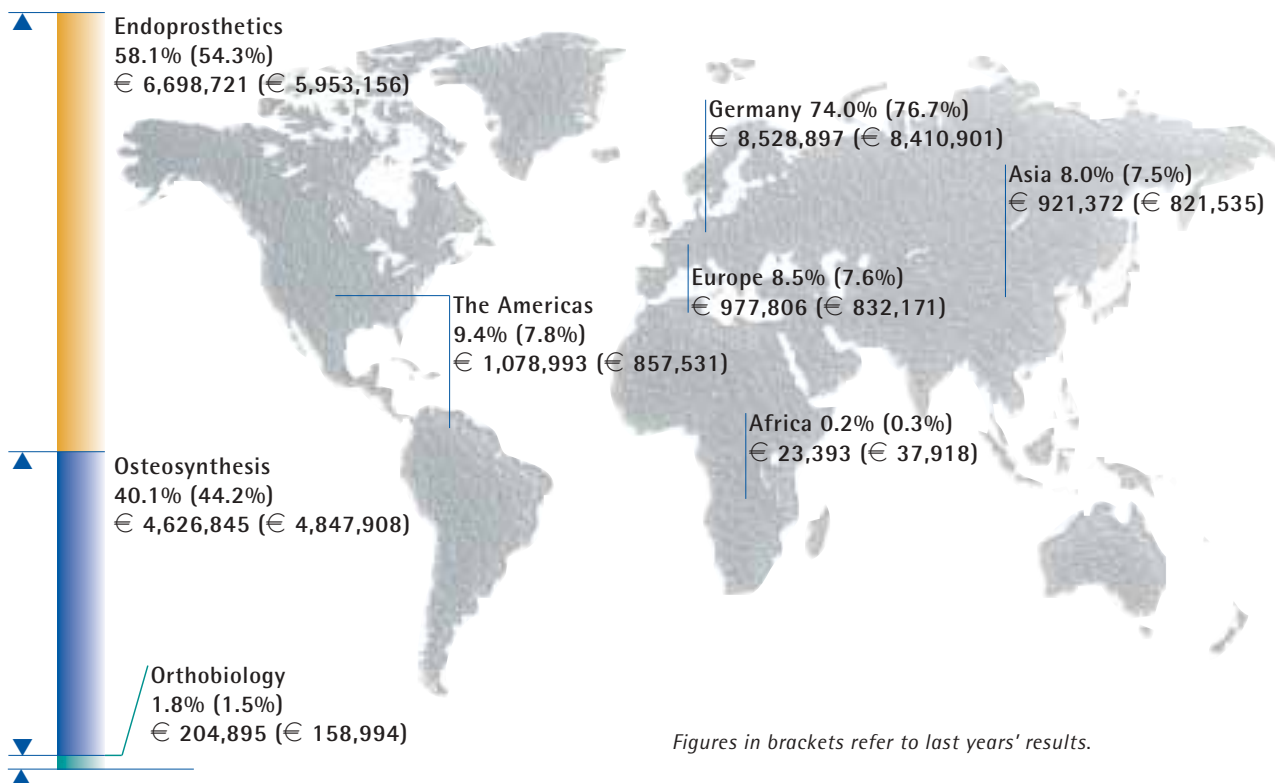 Endoprosthetics
58.1% (54.3%)
€ 6,698,721 (€ 5,953,156)
Germany 74.0% (76.7%)
€ 8,528,897 (€ 8,410,901)
Asia 8.0% (7.5%)
€ 921,372 (€ 821,535)
Europe 8.5% (7.6%)
€ 977,806 (€ 832,171)
The Americas
9.4% (7.8%)
€ 1,078,993 (€ 857,531)
Africa 0.2% (0.3%)
€ 23,393 (€ 37,918)
Osteosynthesis
40.1% (44.2%)
€ 4,626,845 (€ 4,847,908)
Orthobiology
1.8% (1.5%)
€ 204,895 (€ 158,994)
Figures in brackets refer to last years' results.